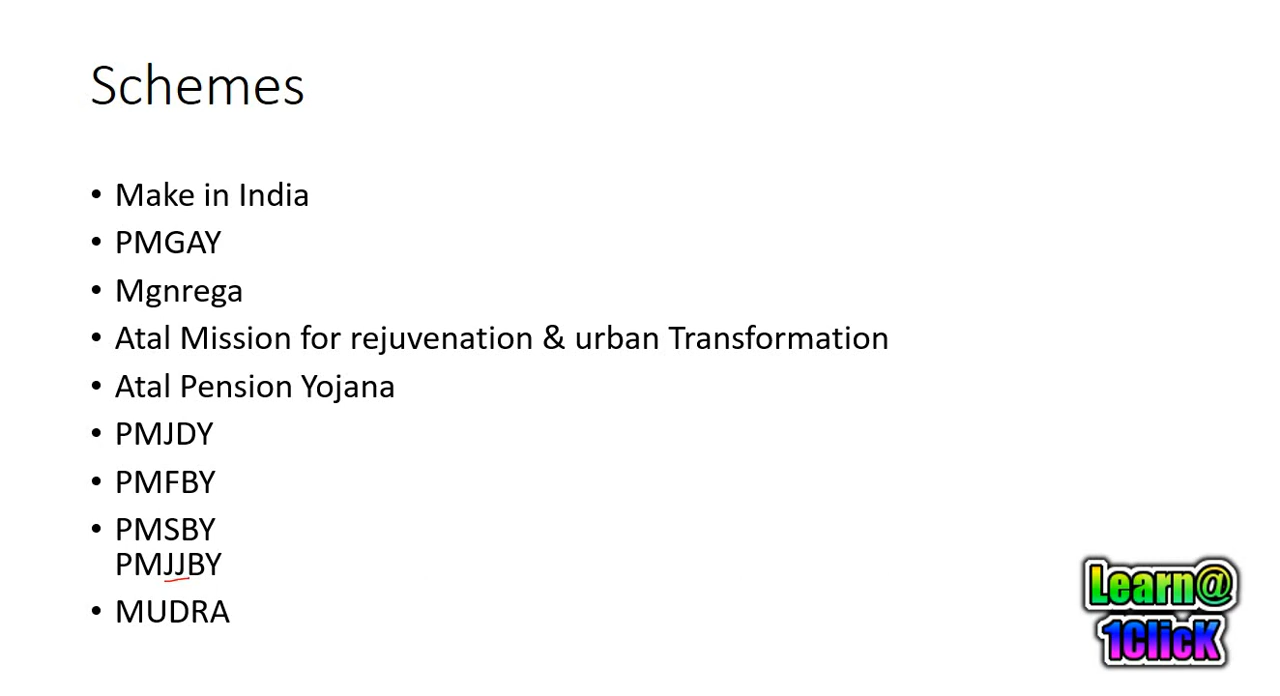 Schemes
• Make in India
• PMGAY
• Mgnrega
• Atal Mission for rejuvenation & urban Transformation
• Atal Pension Yojana
• PMJDY
• PMFBY
• PMSBY
PMJJBY
• MUDRA
Learn@
1ClicK